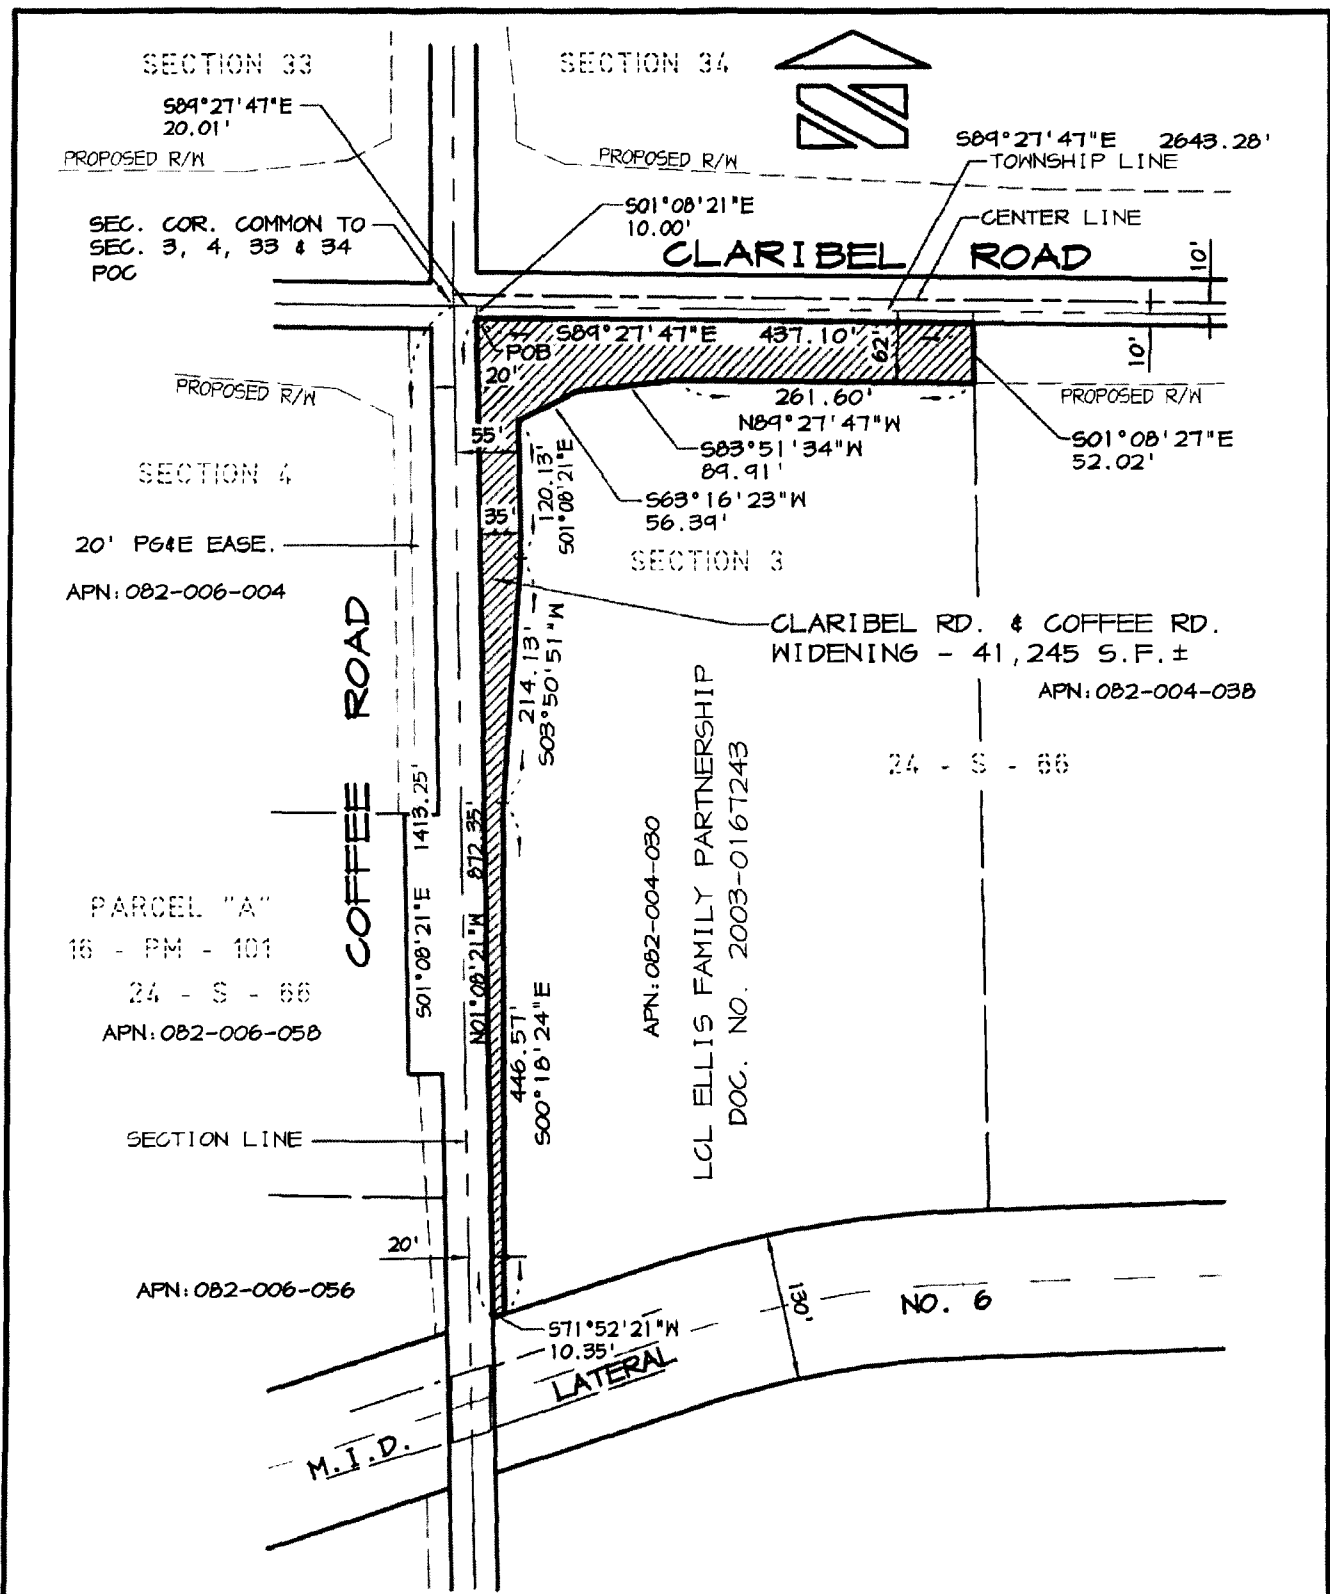 SECTION 33
SECTION 34
S89°27'47"E
20.01'
PROPOSED R/W
PROPOSED R/W
S89°27'47"E 2643.28'
TOWNSHIP LINE
SEC. COR. COMMON TO
SEC. 3, 4, 33 & 34
POC
S01°08'21"E
10.00'
CENTER LINE
CLARIBEL ROAD
10'
S89°27'47"E 437.10'
POB
20'
62'
10'
PROPOSED R/W
261.60'
N89°27'47"W
PROPOSED R/W
S01°08'27"E
52.02'
55'
S83°51'34"W
89.91'
S63°16'23"W
56.39'
120.13'
S01°08'21"E
35'
SECTION 4
20' PG&E EASE.
APN: 082-006-004
SECTION 3
CLARIBEL RD. & COFFEE RD.
WIDENING - 41,245 S.F.±
APN: 082-004-038
214.13'
S03°50'51"W
COFFEE ROAD
24 - S - 66
S01°08'21"E 1413.25'
N01°08'21"W 872.35'
APN: 082-004-030
LCL ELLIS FAMILY PARTNERSHIP
DOC. NO. 2003-0167243
PARCEL "A"
16 - PM - 101
24 - S - 66
APN: 082-006-058
446.57'
S00°18'24"E
SECTION LINE
20'
APN: 082-006-056
S71°52'21"W
10.35'
130'
NO. 6
M.I.D. LATERAL